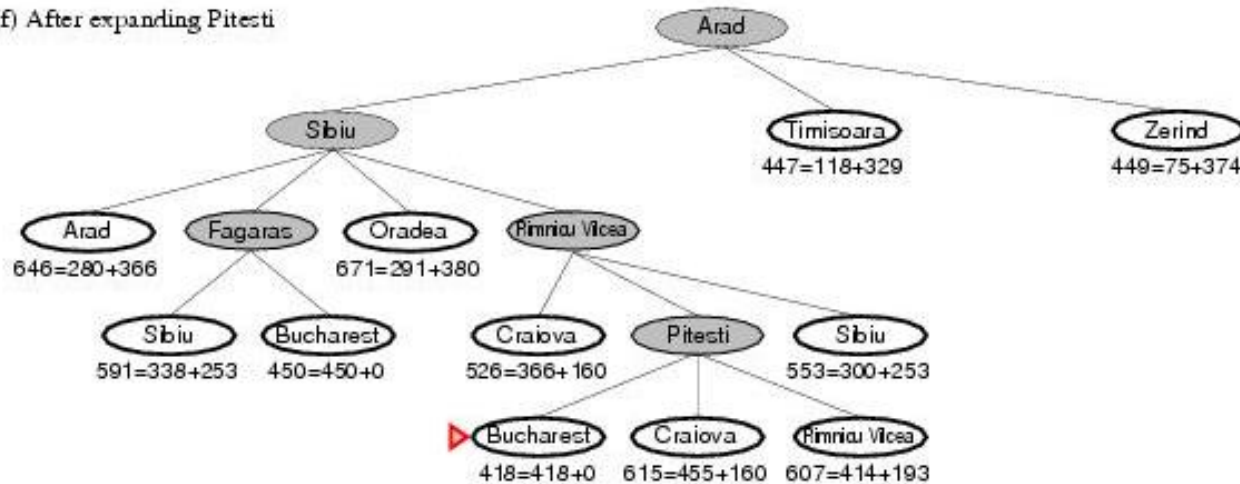 f) After expanding Pitesti
Arad
Sibiu
Timisoara
Zerind
447=118+329
449=75+374
Arad
Fagaras
Oradea
Rimnicu Vilcea
646=280+366
671=291+380
Sibiu
Bucharest
Craiova
Pitesti
Sibiu
591=338+253
450=450+0
526=366+160
553=300+253
Bucharest
Craiova
Rimnicu Vilcea
418=418+0
615=455+160
607=414+193